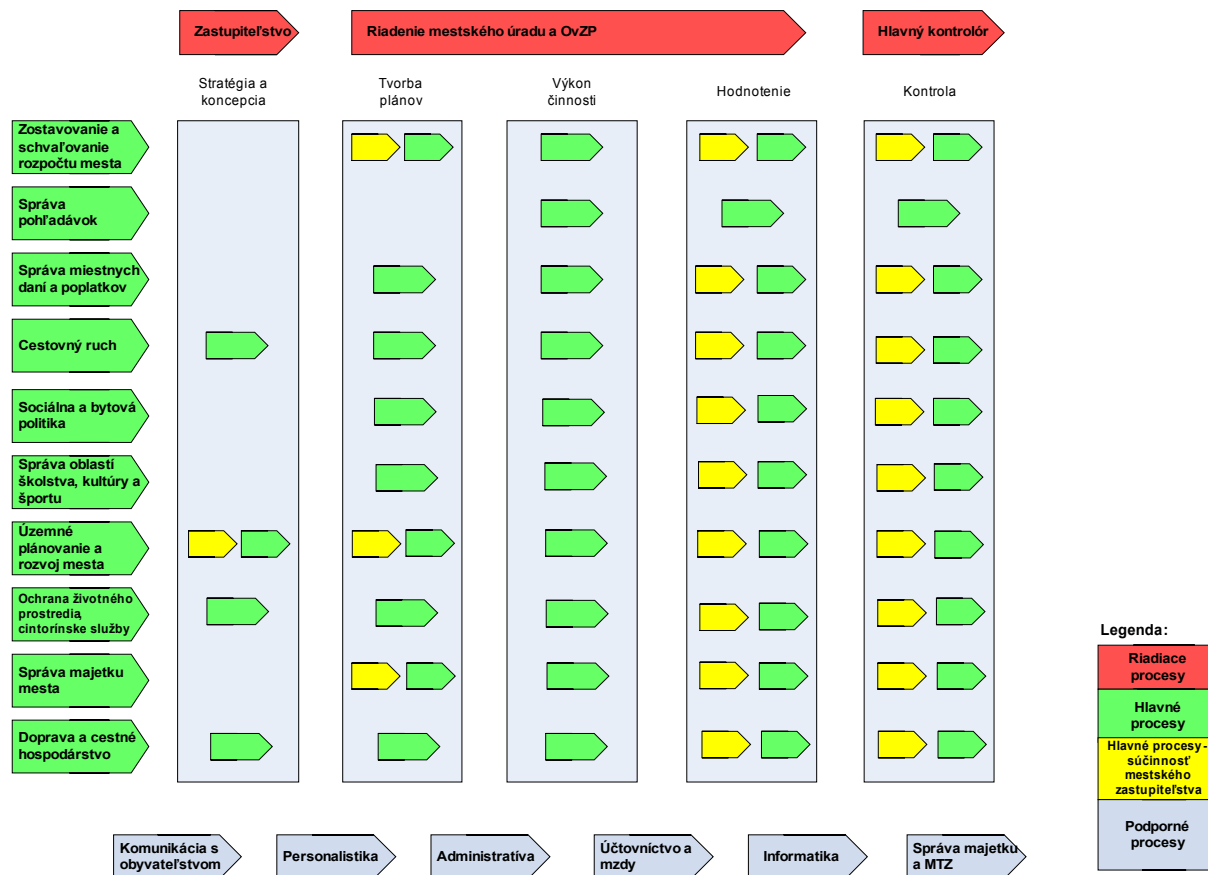 Zastupiteľstvo
Riadenie mestského úradu a OvZP
Hlavný kontrolór
Stratégia a
koncepcia
Tvorba
plánov
Výkon
činnosti
Hodnotenie
Kontrola
Zostavovanie a
schvaľovanie
rozpočtu mesta
Správa
pohľadávok
Správa miestnych
daní a poplatkov
Cestovný ruch
Sociálna a bytová
politika
Správa oblastí
školstva, kultúry a
športu
Územné
plánovanie a
rozvoj mesta
Ochrana životného
prostredia,
cintorínske služby
Správa majetku
mesta
Doprava a cestné
hospodárstvo
Legenda:
Riadiace
procesy
Hlavné
procesy
Hlavné procesy -
súčinnosť
mestského
zastupiteľstva
Podporné
procesy
Komunikácia s
obyvateľstvom
Personalistika
Administratíva
Účtovníctvo a
mzdy
Informatika
Správa majetku
a MTZ